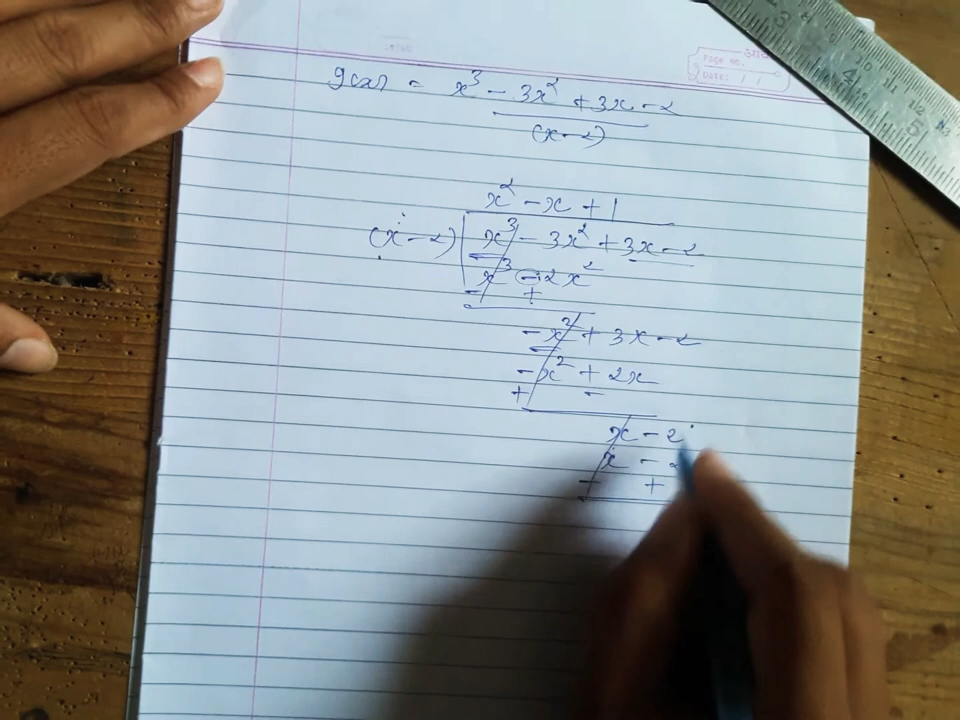 Page No.
Date: / /
g(x) = x³ - 3x² + 3x - 2
(x - 2)
x² - x + 1
(x - 2) x³ - 3x² + 3x - 2
x³ - 2x²
- +
- x² + 3x - 2
- x² + 2x
+ -
x - 2
x - 2
- +